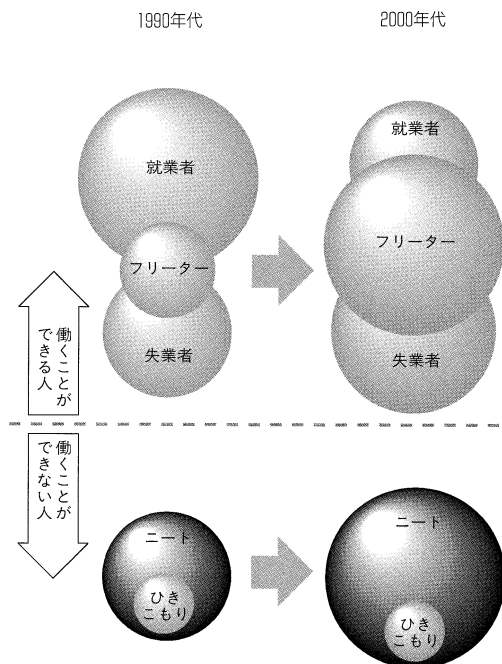 1990年代
2000年代
就業者
フリーター
失業者
就業者
フリーター
失業者
働くことが
できる人
働くことが
できない人
ニート
ひき
こもり
ニート
ひき
こもり